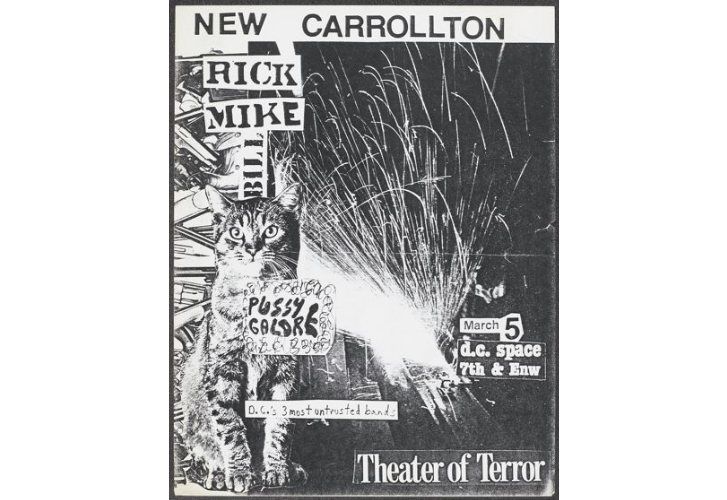 NEW CARROLLTON
RICK
MIKE
BILL
PUSSY
GALORE
March 5
d.c. space
7th & Enw
D.C.'s 3 most untrusted bands
Theater of Terror